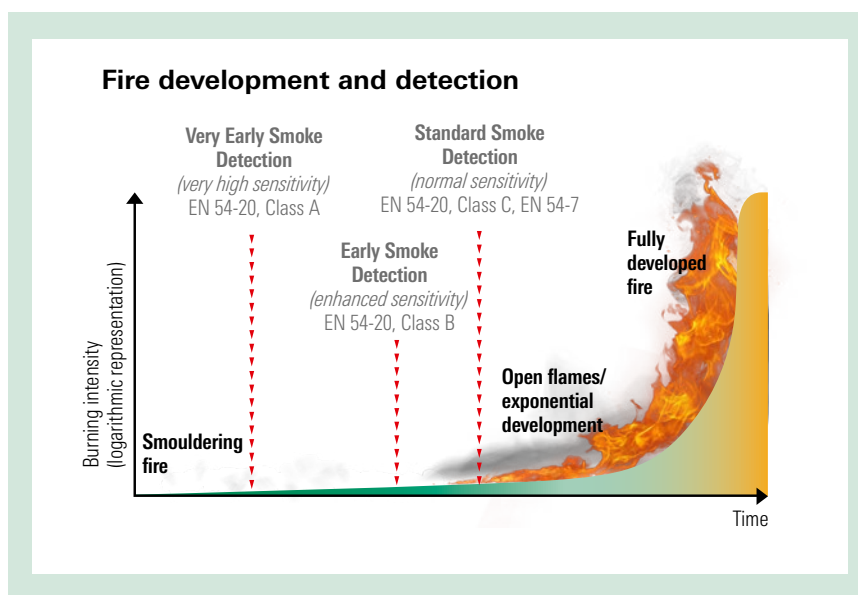 Fire development and detection
Very Early Smoke
Detection
(very high sensitivity)
EN 54-20, Class A
Standard Smoke
Detection
(normal sensitivity)
EN 54-20, Class C, EN 54-7
Early Smoke
Detection
(enhanced sensitivity)
EN 54-20, Class B
Fully
developed
fire
Open flames/
exponential
development
Smouldering
fire
Burning intensity
(logarithmic representation)
Time